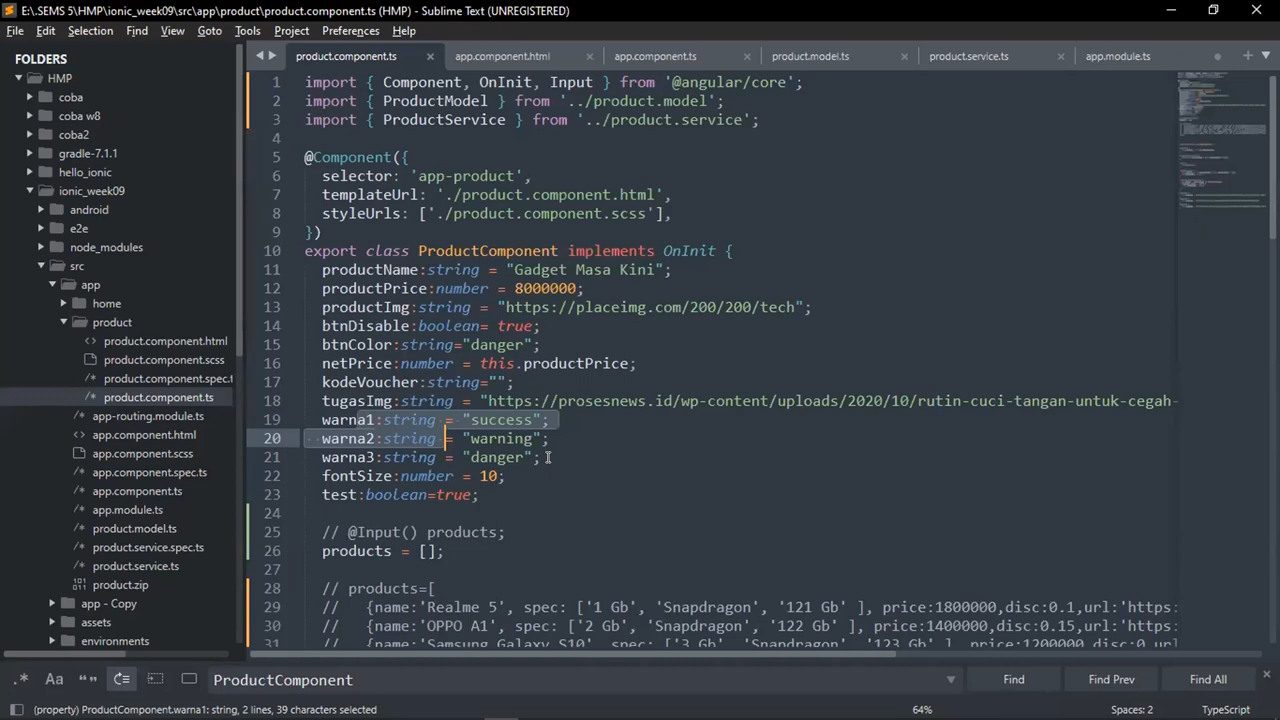 E:\.SEMS 5\HMP\ionic_week09\src\app\product\product.component.ts (HMP) - Sublime Text (UNREGISTERED)
File Edit Selection Find View Goto Tools Project Preferences Help
FOLDERS
HMP
coba
coba w8
coba2
gradle-7.1.1
hello_ionic
ionic_week09
android
e2e
node_modules
src
app
home
product
<> product.component.html
product.component.scss
/* product.component.spec.t
/* product.component.ts
/* app-routing.module.ts
<> app.component.html
app.component.scss
/* app.component.spec.ts
/* app.component.ts
/* app.module.ts
/* product.model.ts
/* product.service.spec.ts
/* product.service.ts
product.zip
app - Copy
assets
environments
product.component.ts app.component.html app.component.ts product.model.ts product.service.ts app.module.ts
1 import { Component, OnInit, Input } from '@angular/core';
2 import { ProductModel } from '../product.model';
3 import { ProductService } from '../product.service';
4
5 @Component({
6 selector: 'app-product',
7 templateUrl: './product.component.html',
8 styleUrls: ['./product.component.scss'],
9 })
10 export class ProductComponent implements OnInit {
11 productName:string = "Gadget Masa Kini";
12 productPrice:number = 8000000;
13 productImg:string = "https://placeimg.com/200/200/tech";
14 btnDisable:boolean= true;
15 btnColor:string="danger";
16 netPrice:number = this.productPrice;
17 kodeVoucher:string="";
18 tugasImg:string = "https://prosesnews.id/wp-content/uploads/2020/10/rutin-cuci-tangan-untuk-cegah-
19 warna1:string = "success";
20 warna2:string = "warning";
21 warna3:string = "danger";
22 fontSize:number = 10;
23 test:boolean=true;
24
25 // @Input() products;
26 products = [];
27
28 // products=[
29 // {name:'Realme 5', spec: ['1 Gb', 'Snapdragon', '121 Gb' ], price:1800000,disc:0.1,url:'https:
30 // {name:'OPPO A1', spec: ['2 Gb', 'Snapdragon', '122 Gb' ], price:1400000,disc:0.15,url:'https:
31 // {name:'Samsung Galaxy S10', spec: ['3 Gb', 'Snapdragon', '123 Gb' ], price:1200000,disc:0.
.* Aa “” ProductComponent Find Find Prev Find All
(property) ProductComponent.warna1: string, 2 lines, 39 characters selected 64% Spaces: 2 TypeScript